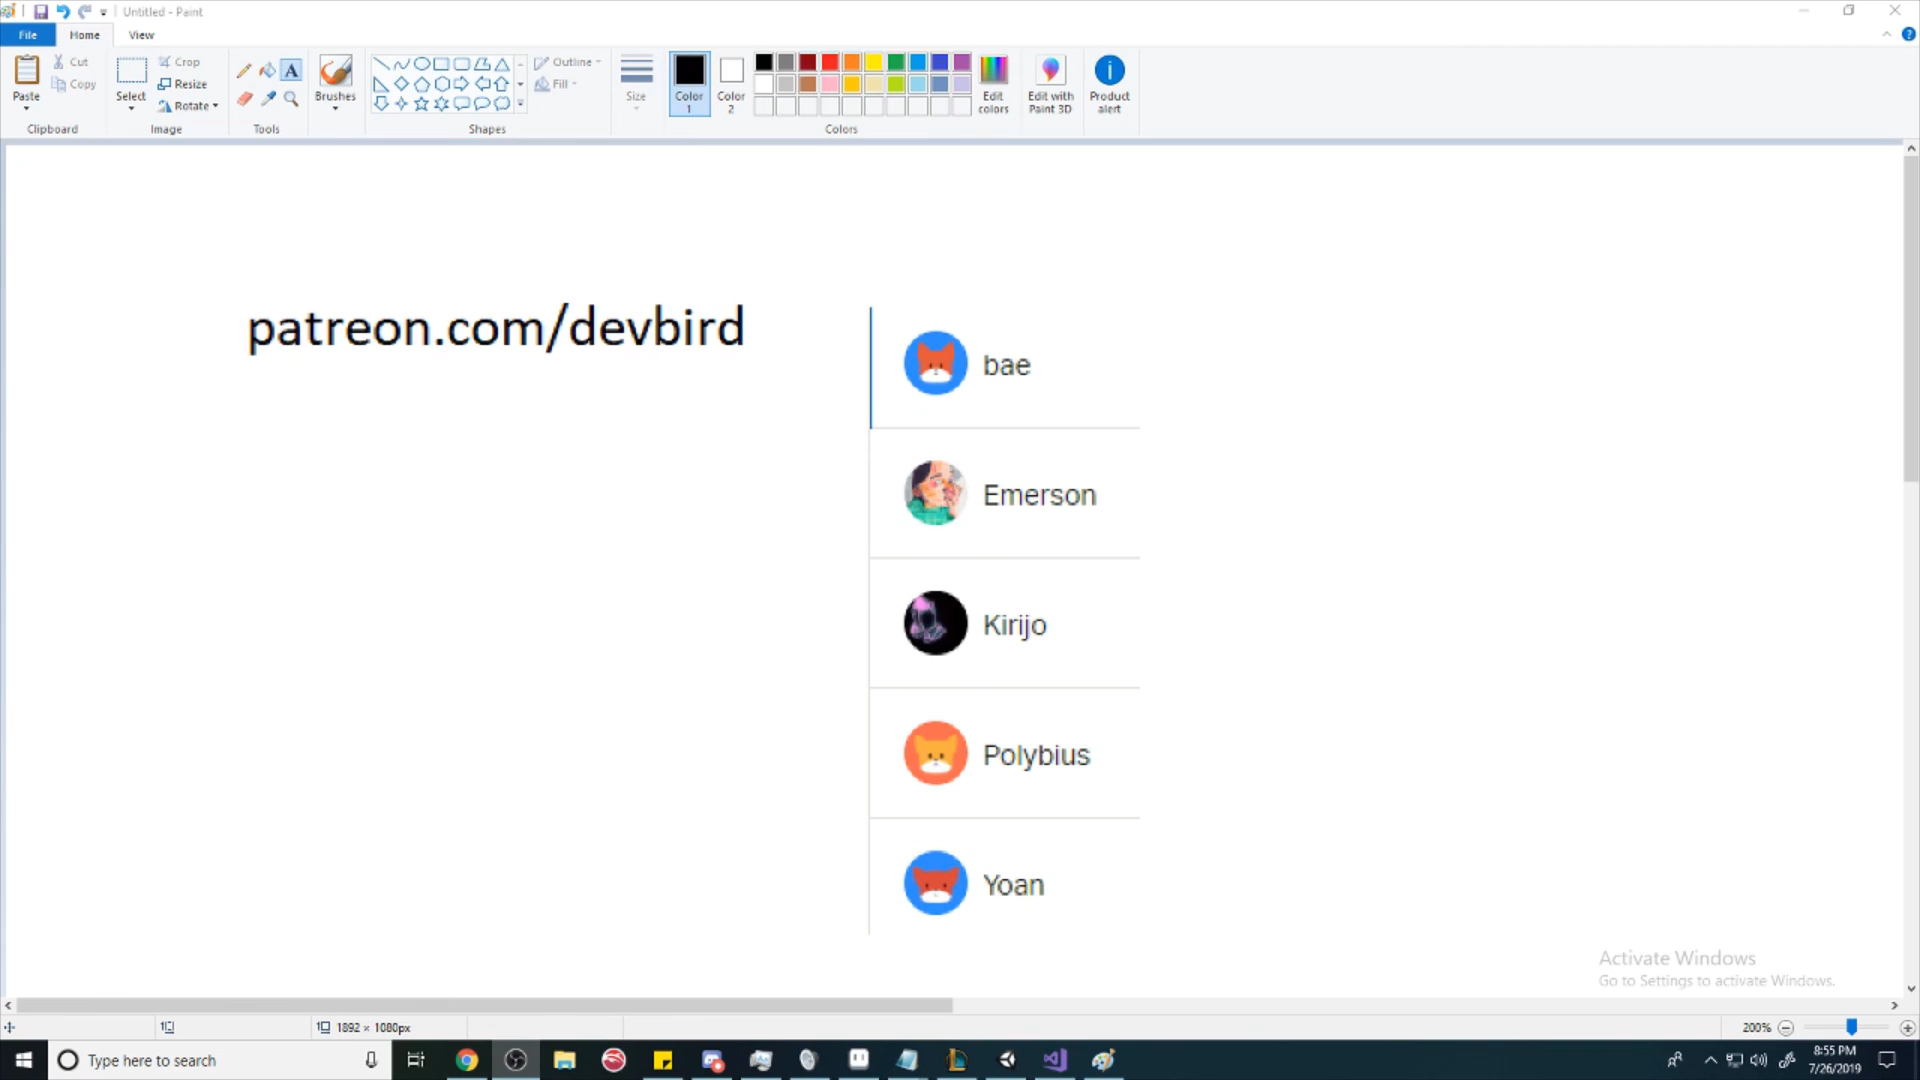 Untitled - Paint
File Home View
Paste
Cut
Copy
Clipboard
Select
Crop
Resize
Rotate
Image
A
Tools
Brushes
Shapes
Outline
Fill
Size
Color 1
Color 2
Colors
Edit colors
Edit with Paint 3D
Product alert
patreon.com/devbird
bae
Emerson
Kirijo
Polybius
Yoan
Activate Windows
Go to Settings to activate Windows.
1892 × 1080px
200%
Type here to search
8:55 PM
7/26/2019